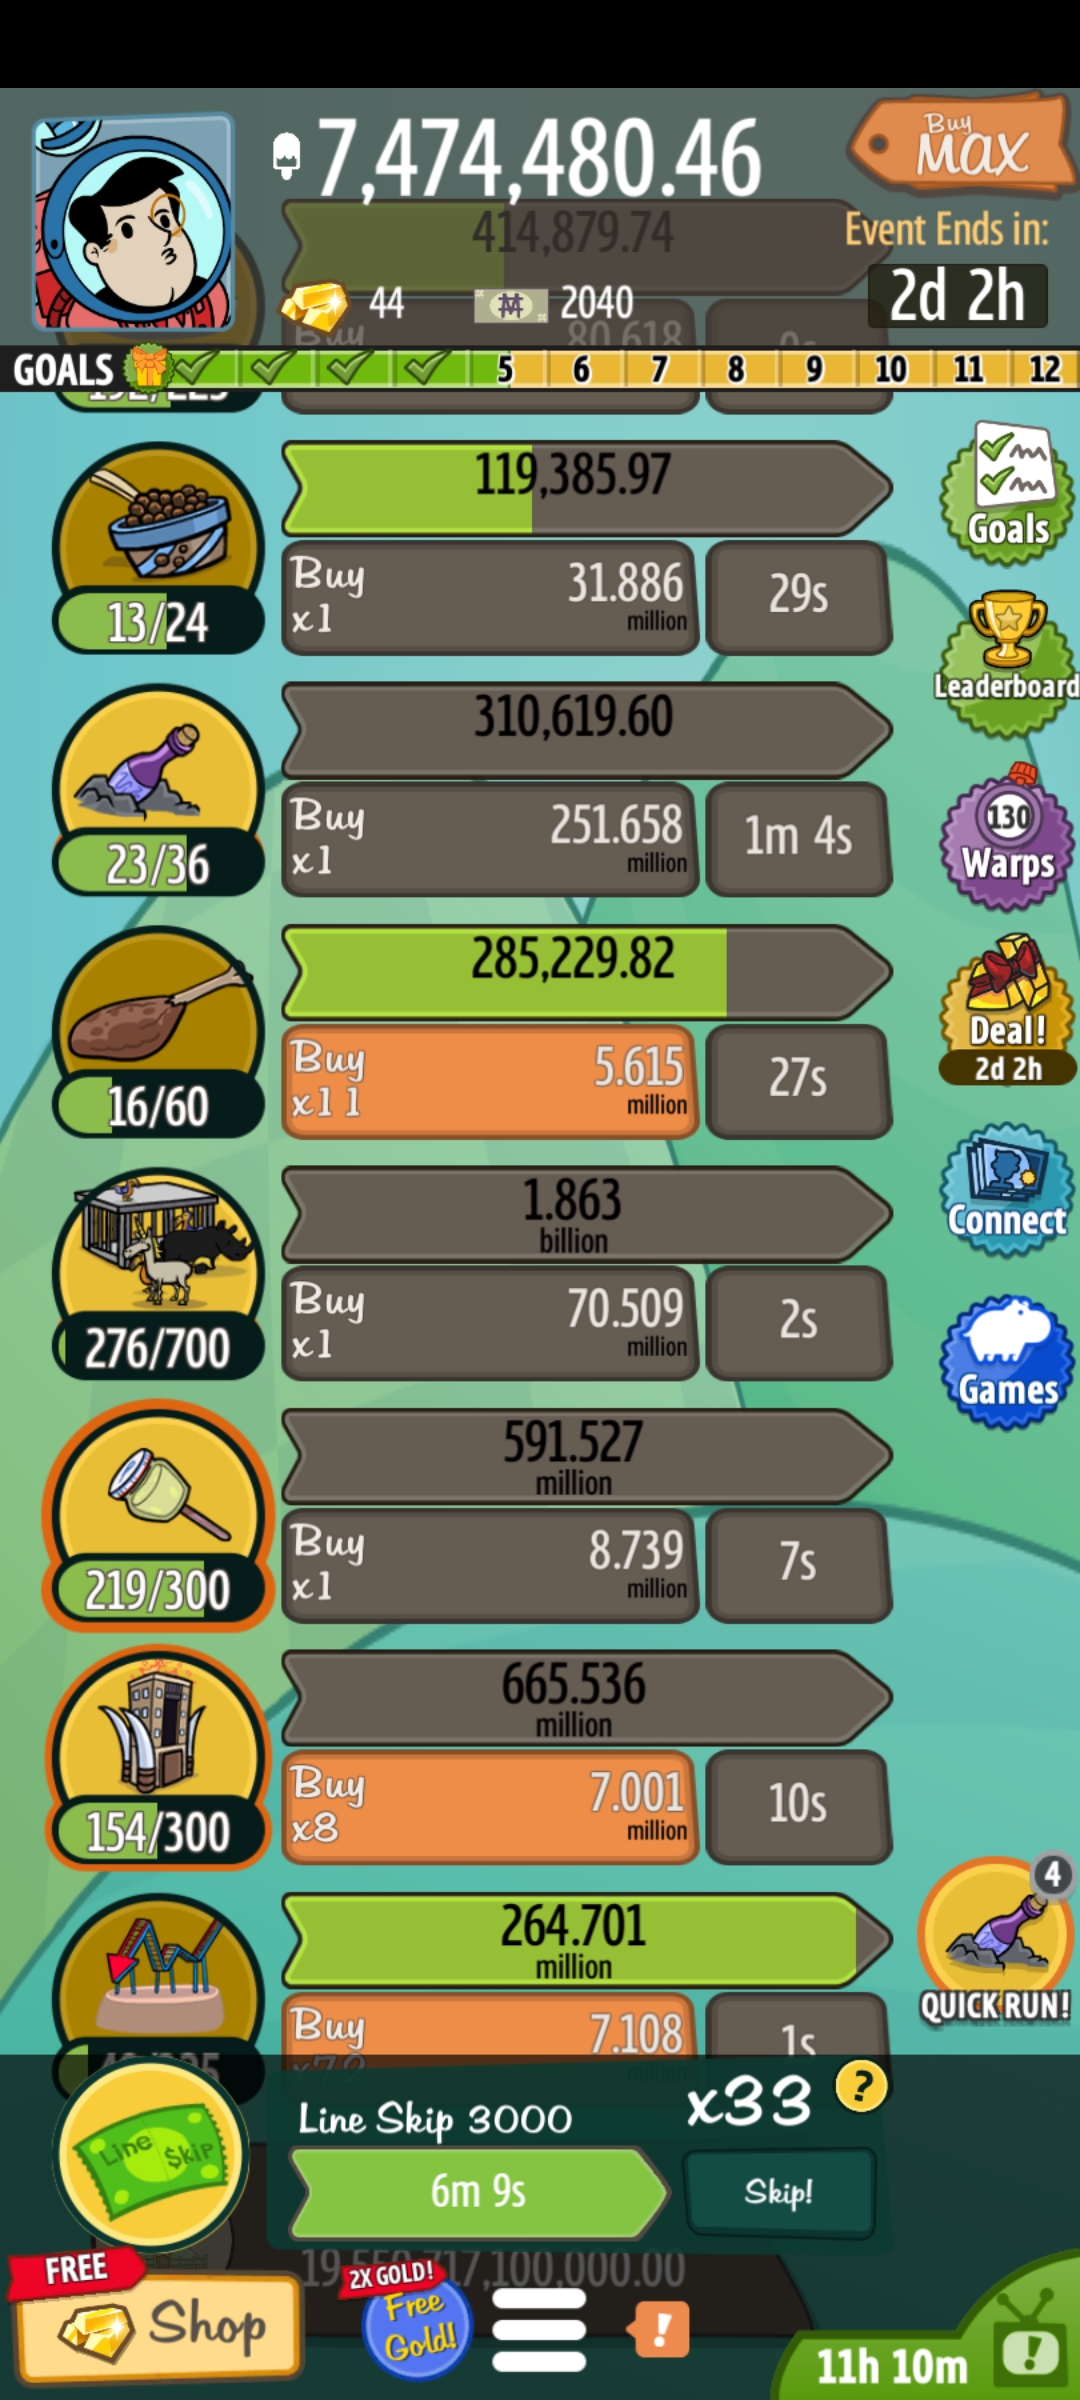 7,474,480.46
Buy
MAX
414,879.74
Event Ends in:
44
2040
2d 2h
Buy
80,618
0s
GOALS 5 6 7 8 9 10 11 12
119,385.97
Buy
x1
31.886
million
29s
13/24
Goals
310,619.60
Leaderboard
Buy
x1
251.658
million
1m 4s
23/36
130
Warps
285,229.82
Buy
x11
5.615
million
27s
16/60
Deal!
2d 2h
1.863
billion
Buy
x1
70.509
million
2s
276/700
Connect
591.527
million
Buy
x1
8.739
million
7s
219/300
Games
665.536
million
Buy
x8
7.001
million
10s
154/300
264.701
million
4
QUICK RUN!
Buy
7.108
million
1s
Line Skip
Line Skip 3000
x33
?
6m 9s
Skip!
FREE
Shop
2X GOLD!
Free
Gold!
!
11h 10m
!